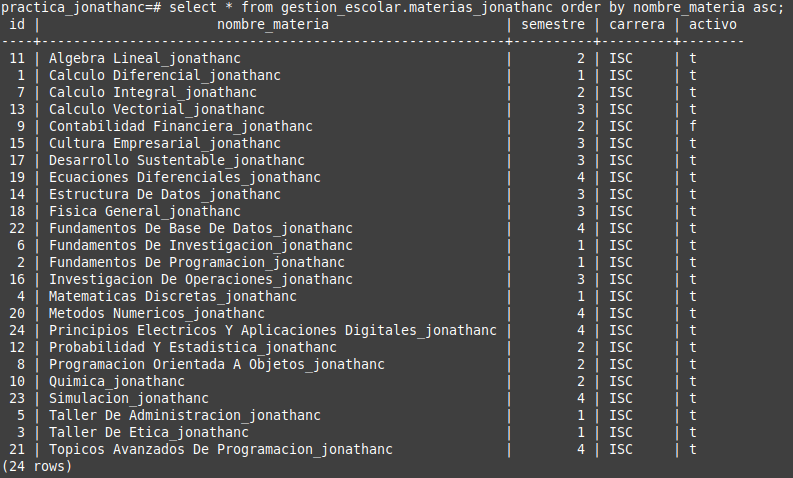 practica_jonathanc=# select * from gestion_escolar.materias_jonathanc order by nombre_materia asc;
 id |                      nombre_materia                      | semestre | carrera | activo
----+----------------------------------------------------------+----------+---------+--------
 11 | Algebra Lineal_jonathanc                                 |        2 | ISC     | t
  1 | Calculo Diferencial_jonathanc                            |        1 | ISC     | t
  7 | Calculo Integral_jonathanc                               |        2 | ISC     | t
 13 | Calculo Vectorial_jonathanc                              |        3 | ISC     | t
  9 | Contabilidad Financiera_jonathanc                        |        2 | ISC     | f
 15 | Cultura Empresarial_jonathanc                            |        3 | ISC     | t
 17 | Desarrollo Sustentable_jonathanc                         |        3 | ISC     | t
 19 | Ecuaciones Diferenciales_jonathanc                       |        4 | ISC     | t
 14 | Estructura De Datos_jonathanc                            |        3 | ISC     | t
 18 | Fisica General_jonathanc                                 |        3 | ISC     | t
 22 | Fundamentos De Base De Datos_jonathanc                   |        4 | ISC     | t
  6 | Fundamentos De Investigacion_jonathanc                   |        1 | ISC     | t
  2 | Fundamentos De Programacion_jonathanc                    |        1 | ISC     | t
 16 | Investigacion De Operaciones_jonathanc                   |        3 | ISC     | t
  4 | Matematicas Discretas_jonathanc                          |        1 | ISC     | t
 20 | Metodos Numericos_jonathanc                              |        4 | ISC     | t
 24 | Principios Electricos Y Aplicaciones Digitales_jonathanc |        4 | ISC     | t
 12 | Probabilidad Y Estadistica_jonathanc                     |        2 | ISC     | t
  8 | Programacion Orientada A Objetos_jonathanc               |        2 | ISC     | t
 10 | Quimica_jonathanc                                        |        2 | ISC     | t
 23 | Simulacion_jonathanc                                     |        4 | ISC     | t
  5 | Taller De Administracion_jonathanc                       |        1 | ISC     | t
  3 | Taller De Etica_jonathanc                                |        1 | ISC     | t
 21 | Topicos Avanzados De Programacion_jonathanc              |        4 | ISC     | t
(24 rows)